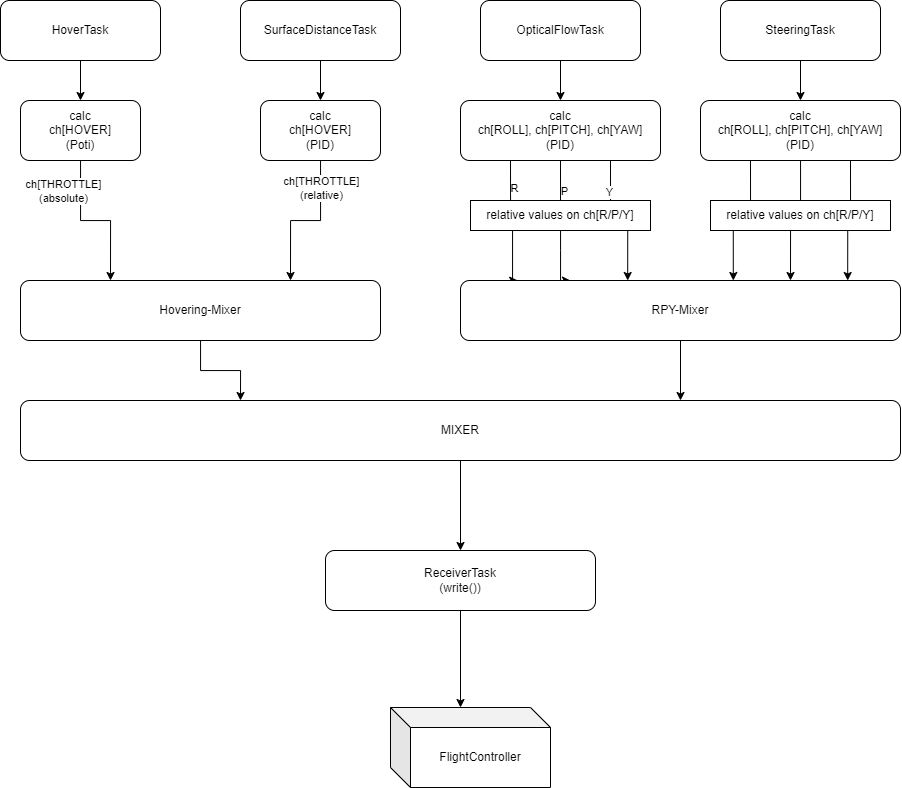 HoverTask
SurfaceDistanceTask
OpticalFlowTask
SteeringTask
calc
ch[HOVER]
(Poti)
calc
ch[HOVER]
(PID)
calc
ch[ROLL], ch[PITCH], ch[YAW]
(PID)
calc
ch[ROLL], ch[PITCH], ch[YAW]
(PID)
ch[THROTTLE]
(absolute)
ch[THROTTLE]
(relative)
R
P
Y
relative values on ch[R/P/Y]
relative values on ch[R/P/Y]
Hovering-Mixer
RPY-Mixer
MIXER
ReceiverTask
(write())
FlightController